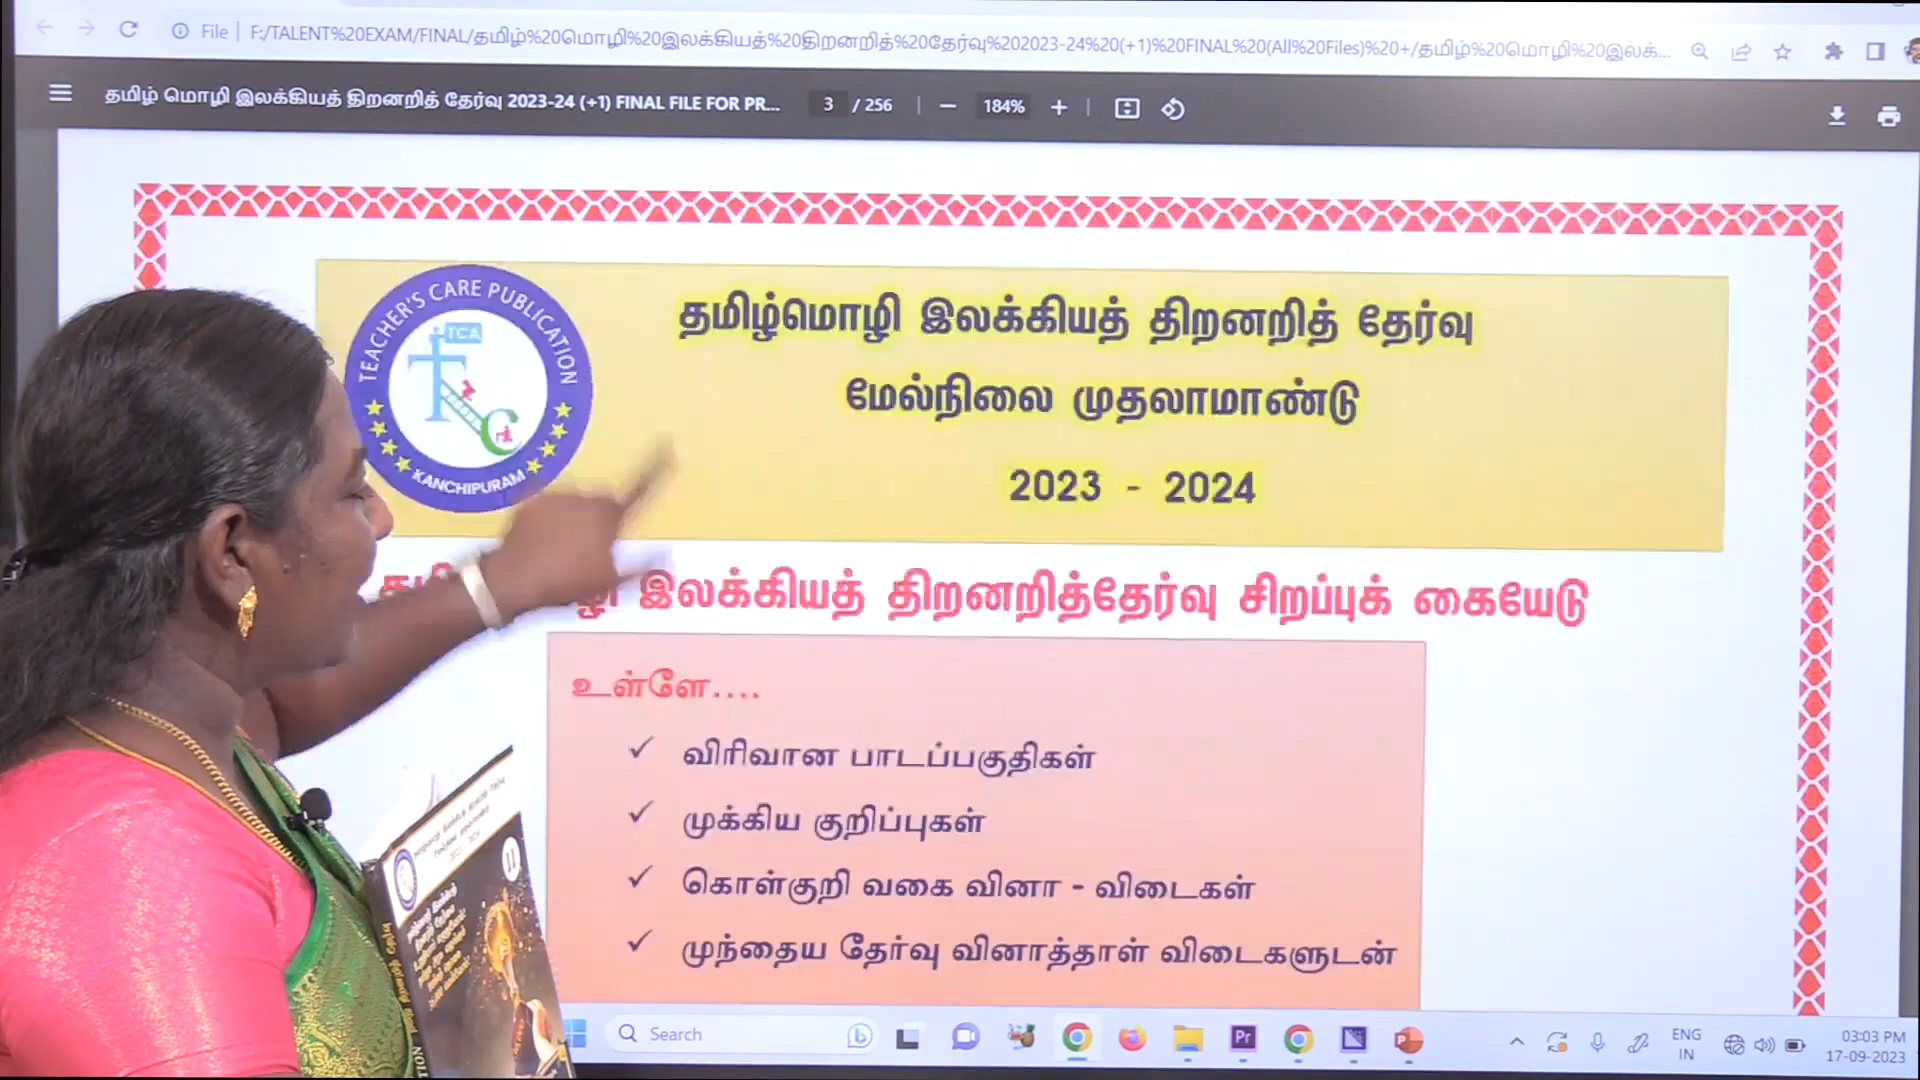 File F:/TALENT%20EXAM/FINAL/தமிழ்%20மொழி%20இலக்கியத்%20திறனறித்%20தேர்வு%202023-24%20(+1)%20FINAL%20(All%20Files)%20+/தமிழ்%20மொழி%20இலக்...
தமிழ் மொழி இலக்கியத் திறனறித் தேர்வு 2023-24 (+1) FINAL FILE FOR PR...
3 / 256
184%
TEACHER'S CARE PUBLICATION
TCA
KANCHIPURAM
தமிழ்மொழி இலக்கியத் திறனறித் தேர்வு
மேல்நிலை முதலாமாண்டு
2023 - 2024
இலக்கியத் திறனறித்தேர்வு சிறப்புக் கையேடு
உள்ளே....
✓ விரிவான பாடப்பகுதிகள்
✓ முக்கிய குறிப்புகள்
✓ கொள்குறி வகை வினா - விடைகள்
✓ முந்தைய தேர்வு வினாத்தாள் விடைகளுடன்
11
Search
ENG
IN
03:03 PM
17-09-2023